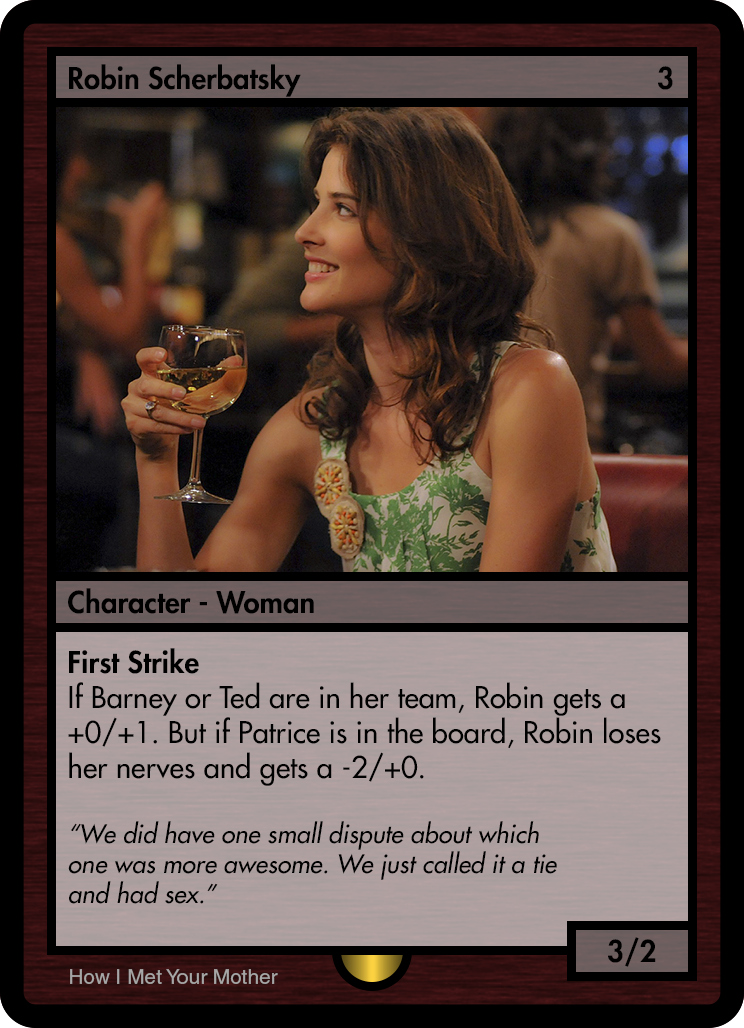 Robin Scherbatsky 3
Character - Woman
First Strike
If Barney or Ted are in her team, Robin gets a
+0/+1. But if Patrice is in the board, Robin loses
her nerves and gets a -2/+0.
“We did have one small dispute about which
one was more awesome. We just called it a tie
and had sex.”
3/2
How I Met Your Mother